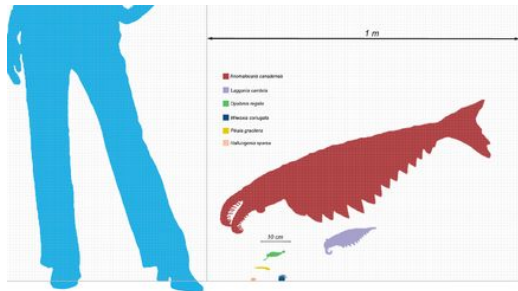 1 m
Anomalocaris canadensis
Laggania cambria
Opabinia regalis
Wiwaxia corrugata
Pikaia gracilens
Hallucigenia sparsa
10 cm